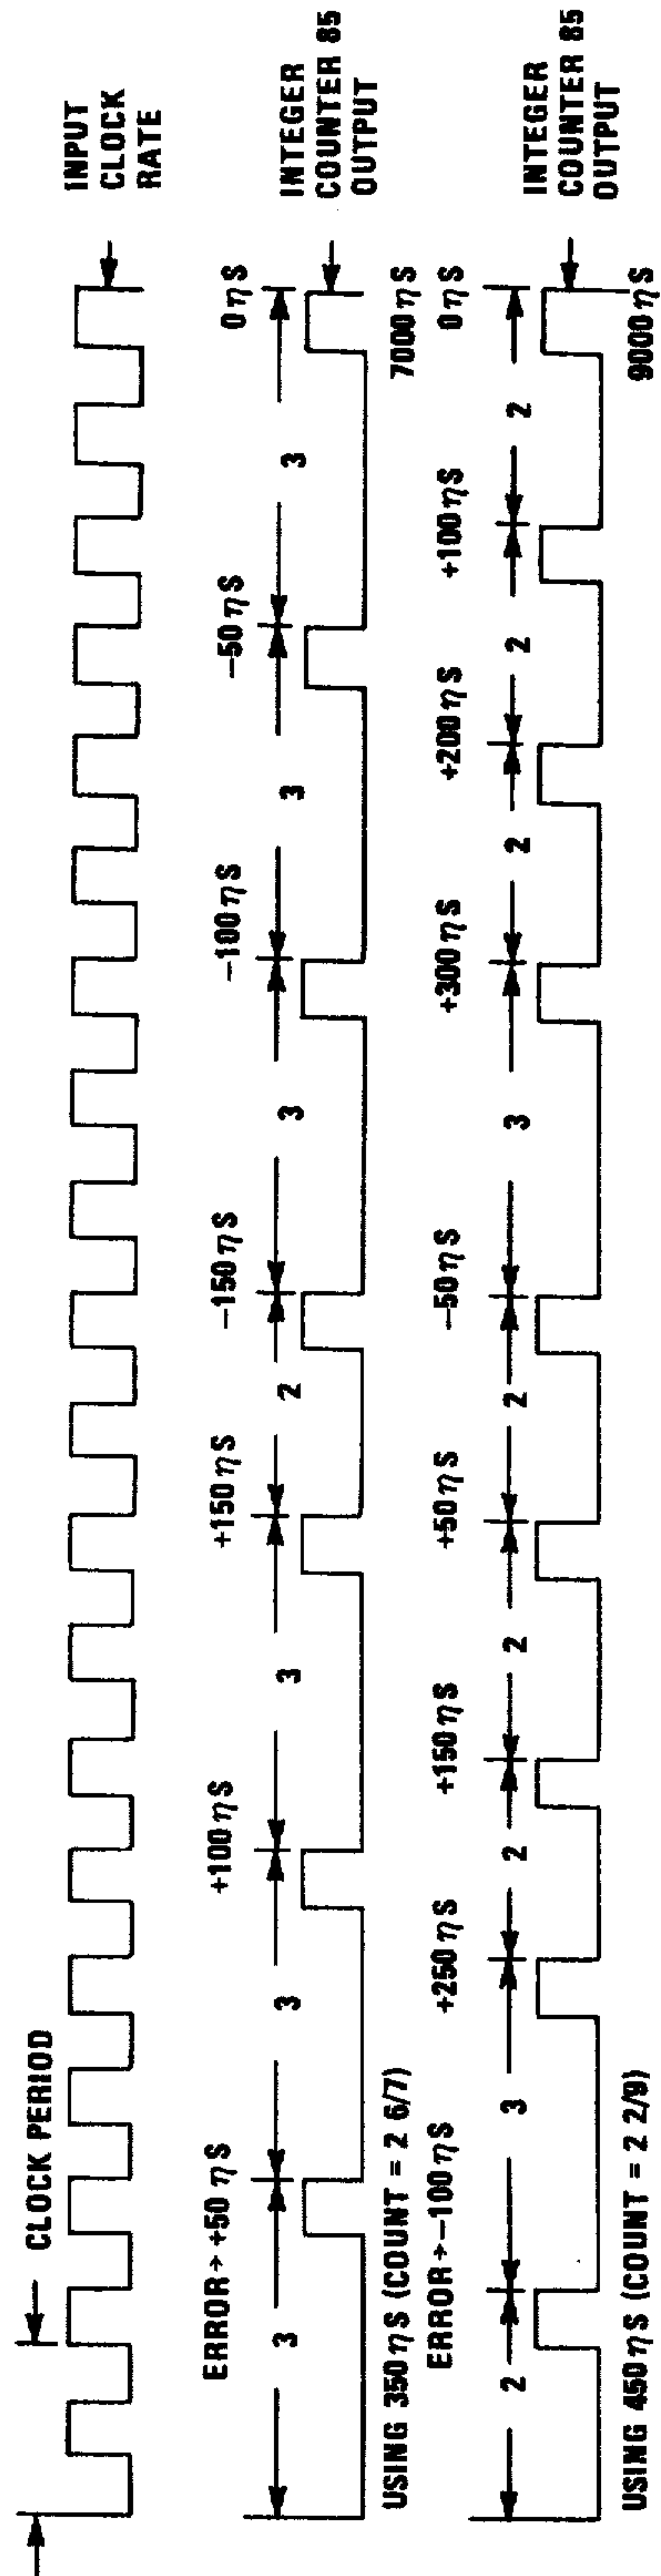 CLOCK PERIOD
INPUT
CLOCK
RATE
ERROR→ +50 ηS
+100 ηS
+150 ηS
−150 ηS
−100 ηS
−50 ηS
0 ηS
3
3
3
2
3
3
3
INTEGER
COUNTER 85
OUTPUT
USING 350 ηS (COUNT = 2 6/7)
7000 ηS
ERROR→ −100 ηS
+250 ηS
+150 ηS
+50 ηS
−50 ηS
+300 ηS
+200 ηS
+100 ηS
0 ηS
2
3
2
2
2
3
2
2
2
INTEGER
COUNTER 85
OUTPUT
USING 450 ηS (COUNT = 2 2/9)
9000 ηS